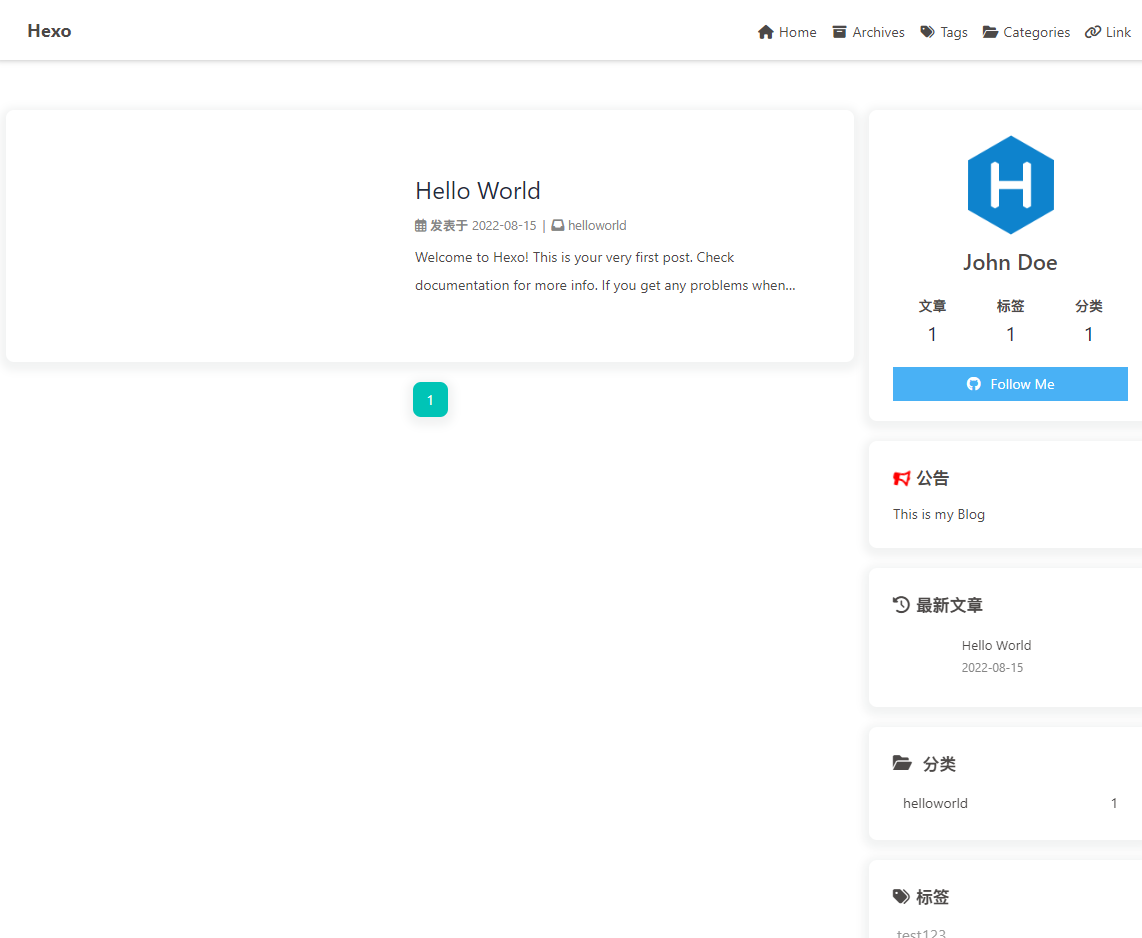 Hexo
Home Archives Tags Categories Link
Hello World
发表于 2022-08-15 | helloworld
Welcome to Hexo! This is your very first post. Check
documentation for more info. If you get any problems when...
1
H
John Doe
文章 标签 分类
1 1 1
Follow Me
公告
This is my Blog
最新文章
Hello World
2022-08-15
分类
helloworld 1
标签
test123